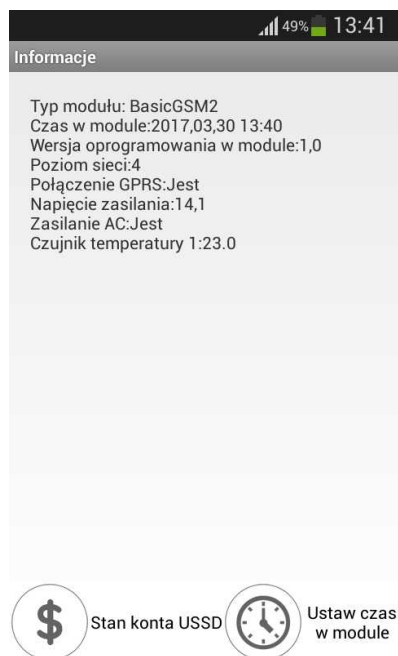 49% 13:41
Informacje
Typ modułu: BasicGSM2
Czas w module:2017,03,30 13:40
Wersja oprogramowania w module:1,0
Poziom sieci:4
Połączenie GPRS:Jest
Napięcie zasilania:14,1
Zasilanie AC:Jest
Czujnik temperatury 1:23.0
$ Stan konta USSD
Ustaw czas
w module